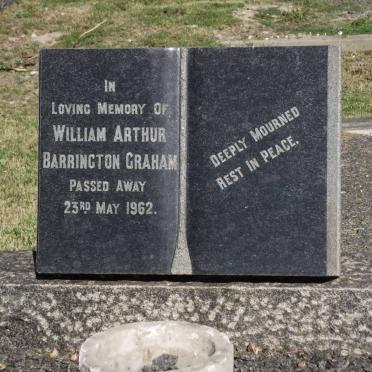 IN
LOVING MEMORY OF
WILLIAM ARTHUR
BARRINGTON GRAHAM
PASSED AWAY
23RD MAY 1962.
DEEPLY MOURNED
REST IN PEACE.